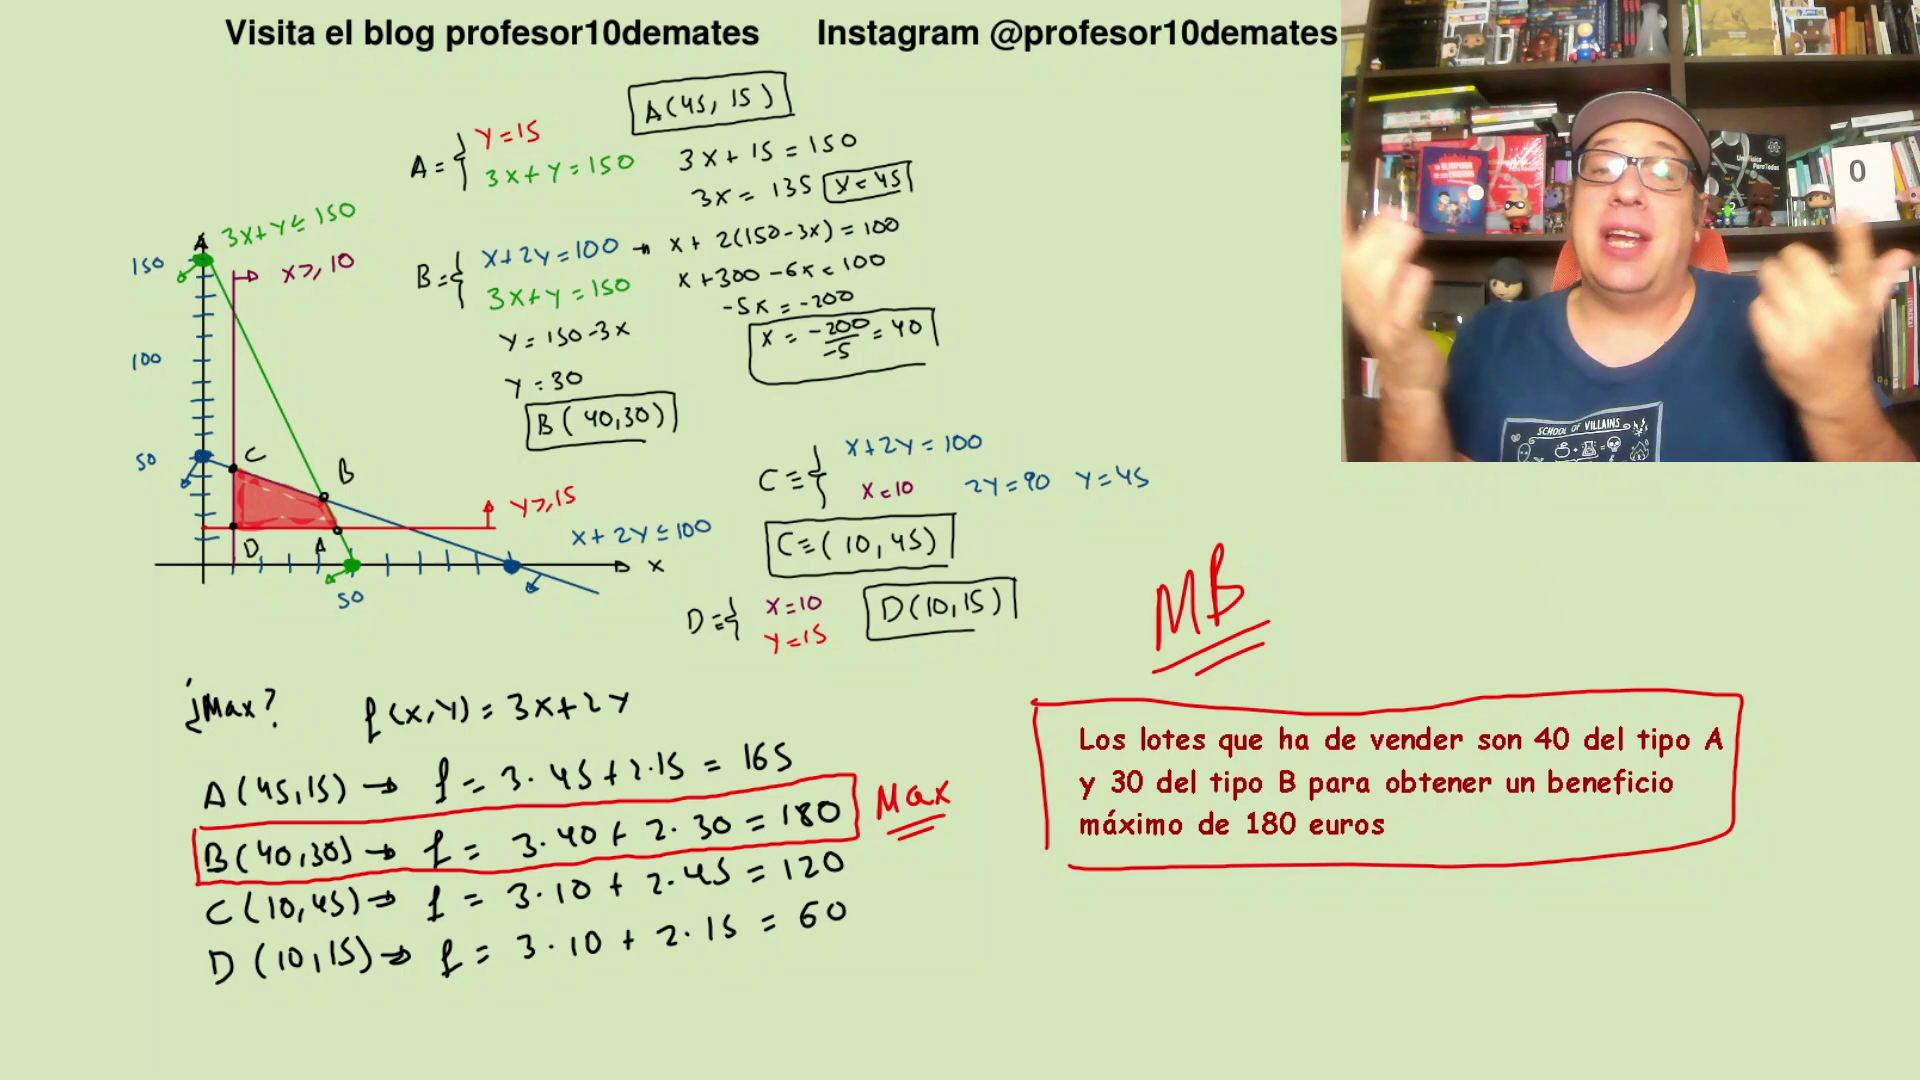 Visita el blog profesor10demates
Instagram @profesor10demates
A(45, 15)
A = { Y=15
3X+Y=150
3X + 15 = 150
3X = 135
X=45
B={ X+2Y=100 → X + 2(150-3X) = 100
3X+Y=150
X+300 - 6X = 100
-5X = -200
Y = 150-3X
X = -200/-5 = 40
Y = 30
B(40,30)
3X+Y≤150
X≥10
150
100
50
C
B
Y≥15
X+2Y≤100
D
A
X
50
C≡{ X+2Y=100
X=10
2Y=90 Y=45
C≡(10,45)
D≡{ X=10
Y=15
D(10,15)
MB
¿Max? f(X,Y)=3X+2Y
A(45,15)→ f = 3·45+2·15 = 165
B(40,30)→ f = 3·40+2·30=180
Max
C(10,45)→ f = 3·10+2·45=120
D(10,15)→ f = 3·10+2·15=60
Los lotes que ha de vender son 40 del tipo A
y 30 del tipo B para obtener un beneficio
máximo de 180 euros
0
SCHOOL OF VILLAINS